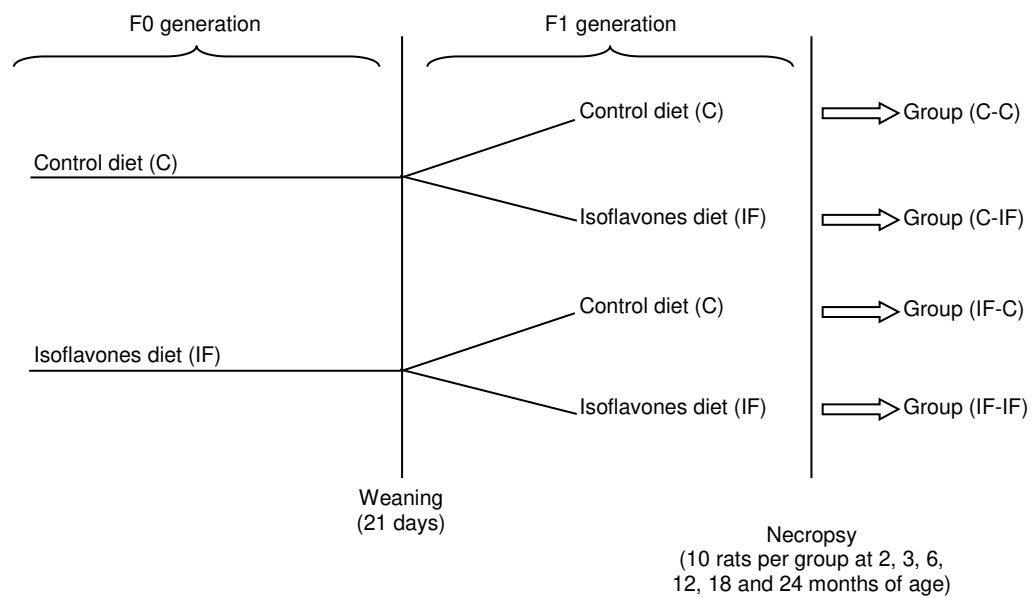 F0 generation
F1 generation
Control diet (C)
Group (C-C)
Control diet (C)
Isoflavones diet (IF)
Group (C-IF)
Control diet (C)
Group (IF-C)
Isoflavones diet (IF)
Isoflavones diet (IF)
Group (IF-IF)
Weaning
(21 days)
Necropsy
(10 rats per group at 2, 3, 6,
12, 18 and 24 months of age)